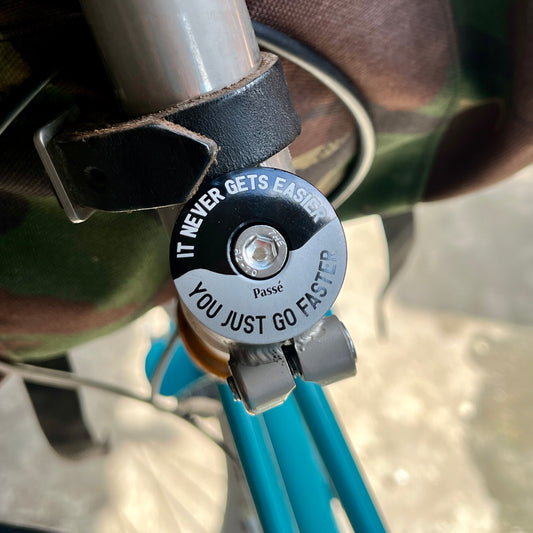 IT NEVER GETS EASIER
Passé
YOU JUST GO FASTER